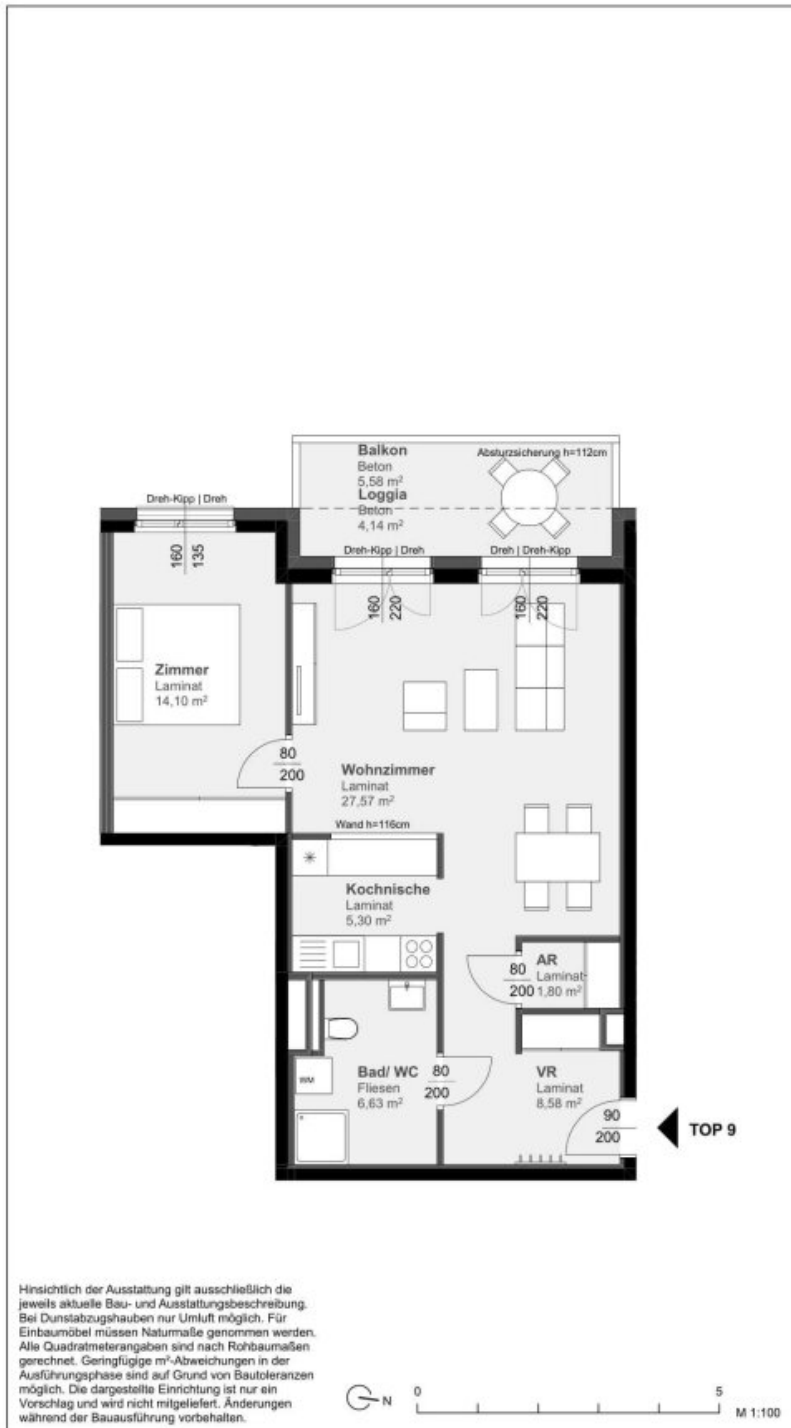 Balkon
Beton
5,58 m²
Absturzsicherung h=112cm
Loggia
Beton
4,14 m²
Dreh-Kipp | Dreh
Dreh-Kipp | Dreh
Dreh | Dreh-Kipp
160
135
160
220
160
220
Zimmer
Laminat
14,10 m²
80
200
Wohnzimmer
Laminat
27,57 m²
Wand h=116cm
Kochnische
Laminat
5,30 m²
AR
Laminat
1,80 m²
80
200
Bad/ WC
Fliesen
6,63 m²
WM
80
200
VR
Laminat
8,58 m²
90
200
TOP 9
Hinsichtlich der Ausstattung gilt ausschließlich die
jeweils aktuelle Bau- und Ausstattungsbeschreibung.
Bei Dunstabzugshauben nur Umluft möglich. Für
Einbaumöbel müssen Naturmaße genommen werden.
Alle Quadratmeterangaben sind nach Rohbaumaßen
gerechnet. Geringfügige m²-Abweichungen in der
Ausführungsphase sind auf Grund von Bautoleranzen
möglich. Die dargestellte Einrichtung ist nur ein
Vorschlag und wird nicht mitgeliefert. Änderungen
während der Bauausführung vorbehalten.
N
0
5
M 1:100